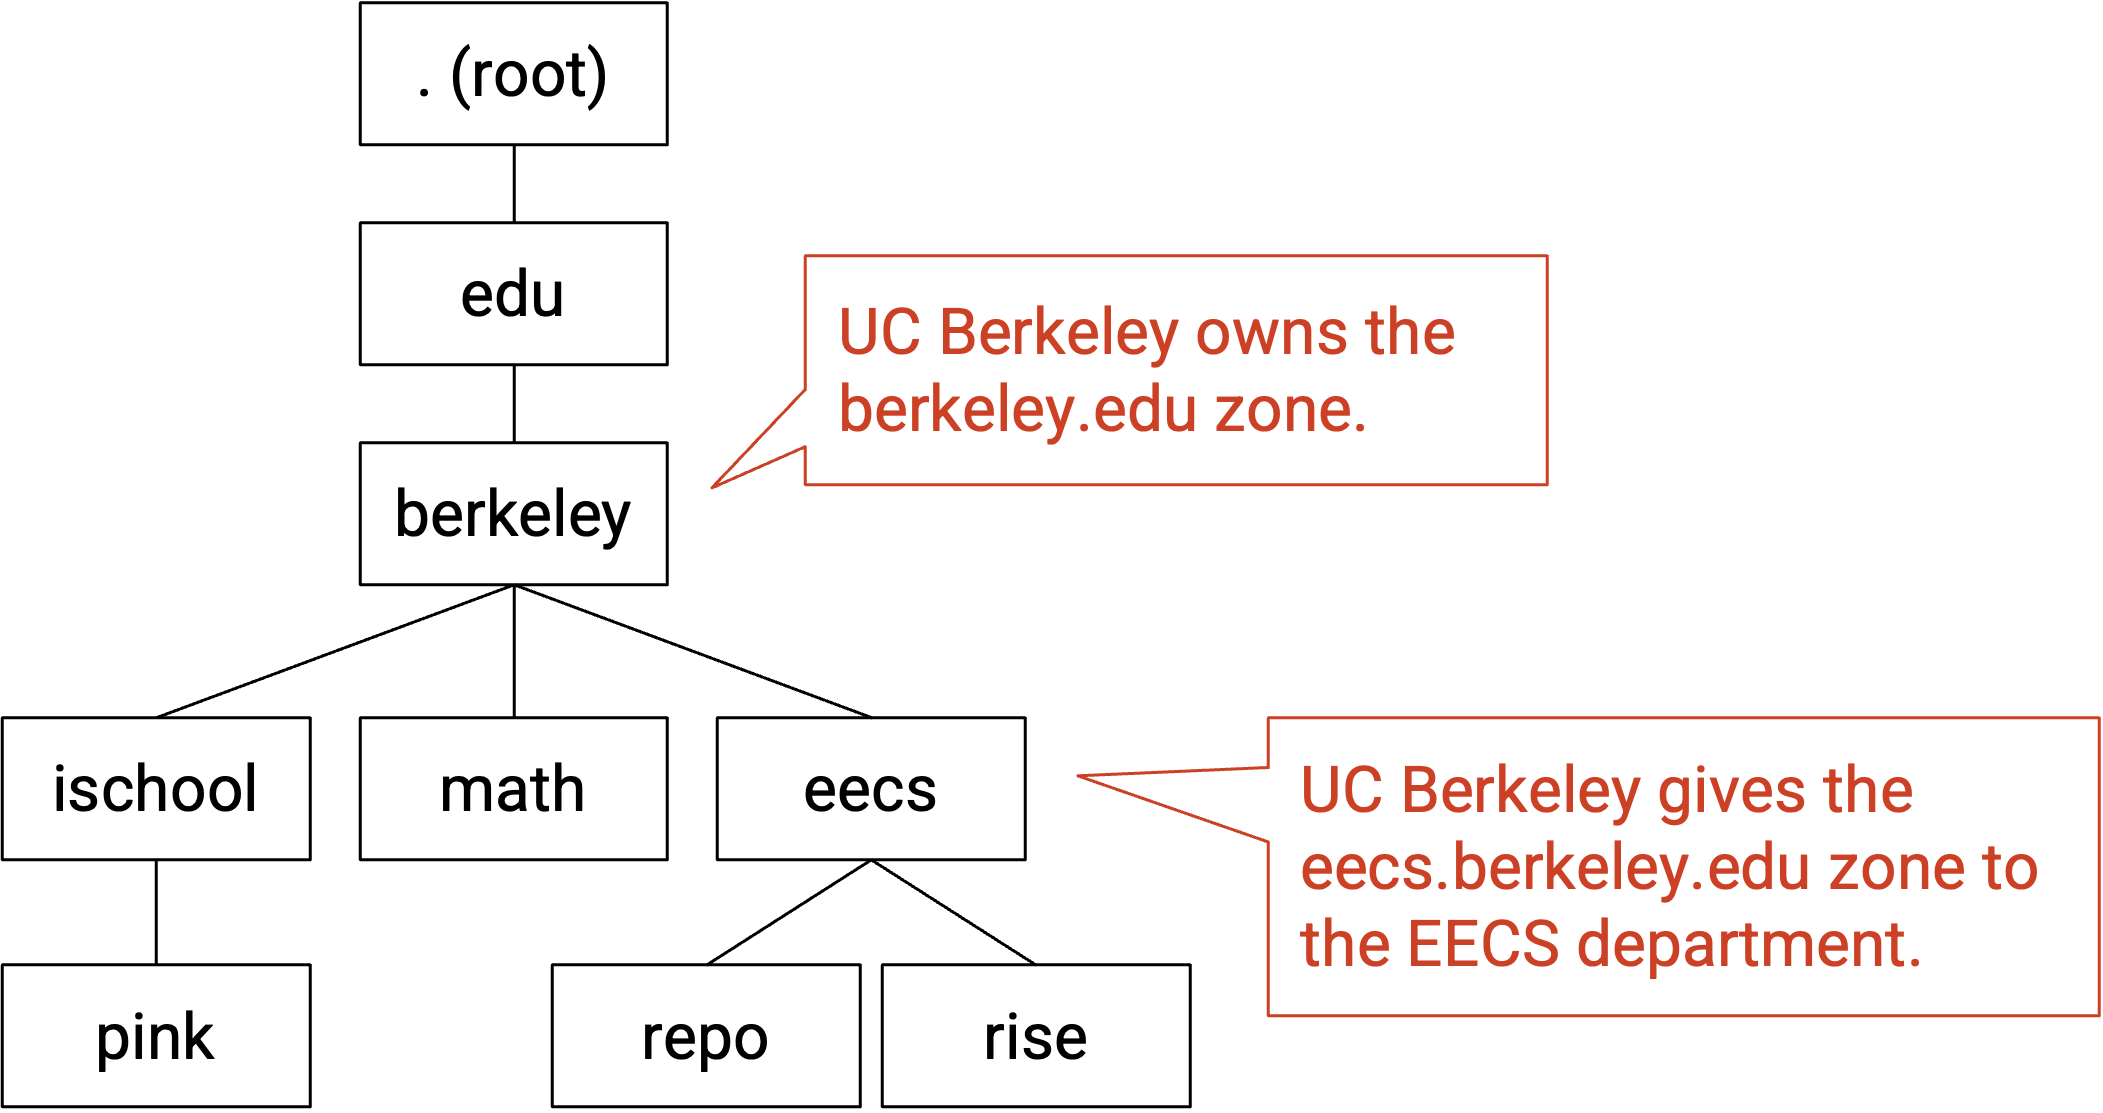 . (root)
edu
UC Berkeley owns the
berkeley.edu zone.
berkeley
ischool
math
eecs
UC Berkeley gives the
eecs.berkeley.edu zone to
the EECS department.
pink
repo
rise